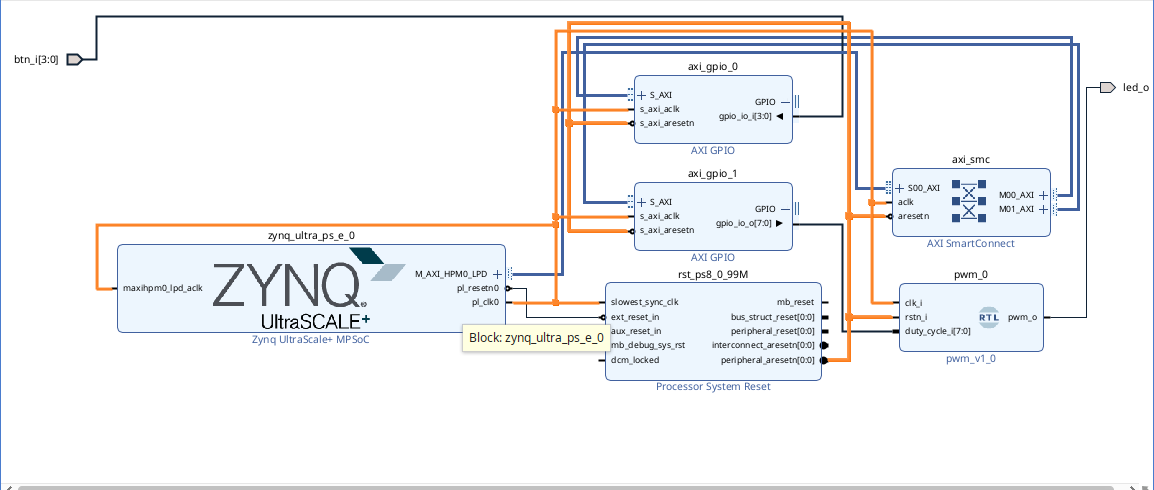 btn_i[3:0]
led_o
axi_gpio_0
S_AXI
s_axi_aclk
s_axi_aresetn
GPIO
gpio_io_i[3:0]
AXI GPIO
axi_gpio_1
S_AXI
s_axi_aclk
s_axi_aresetn
GPIO
gpio_io_o[7:0]
AXI GPIO
axi_smc
S00_AXI
aclk
aresetn
M00_AXI
M01_AXI
AXI SmartConnect
zynq_ultra_ps_e_0
maxihpm0_lpd_aclk
ZYNQ
UltraSCALE+
M_AXI_HPM0_LPD
pl_resetn0
pl_clk0
Zynq UltraScale+ MPSoC
Block: zynq_ultra_ps_e_0
rst_ps8_0_99M
slowest_sync_clk
ext_reset_in
aux_reset_in
mb_debug_sys_rst
dcm_locked
mb_reset
bus_struct_reset[0:0]
peripheral_reset[0:0]
interconnect_aresetn[0:0]
peripheral_aresetn[0:0]
Processor System Reset
pwm_0
clk_i
rstn_i
duty_cycle_i[7:0]
RTL
pwm_o
pwm_v1_0